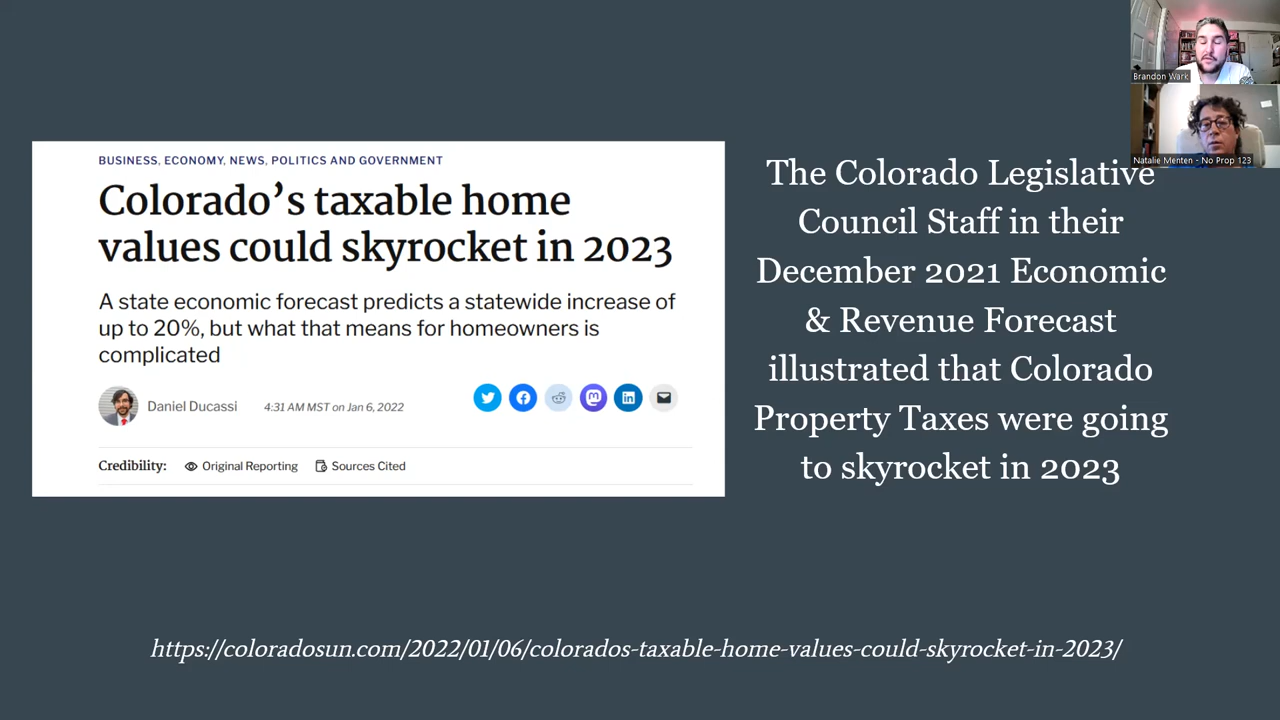 BUSINESS, ECONOMY, NEWS, POLITICS AND GOVERNMENT
Colorado's taxable home
values could skyrocket in 2023
A state economic forecast predicts a statewide increase of
up to 20%, but what that means for homeowners is
complicated
Daniel Ducassi 4:31 AM MST on Jan 6, 2022
Credibility: Original Reporting Sources Cited
The Colorado Legislative
Council Staff in their
December 2021 Economic
& Revenue Forecast
illustrated that Colorado
Property Taxes were going
to skyrocket in 2023
https://coloradosun.com/2022/01/06/colorados-taxable-home-values-could-skyrocket-in-2023/
Brandon Wark
Natalie Menten - No Prop 123